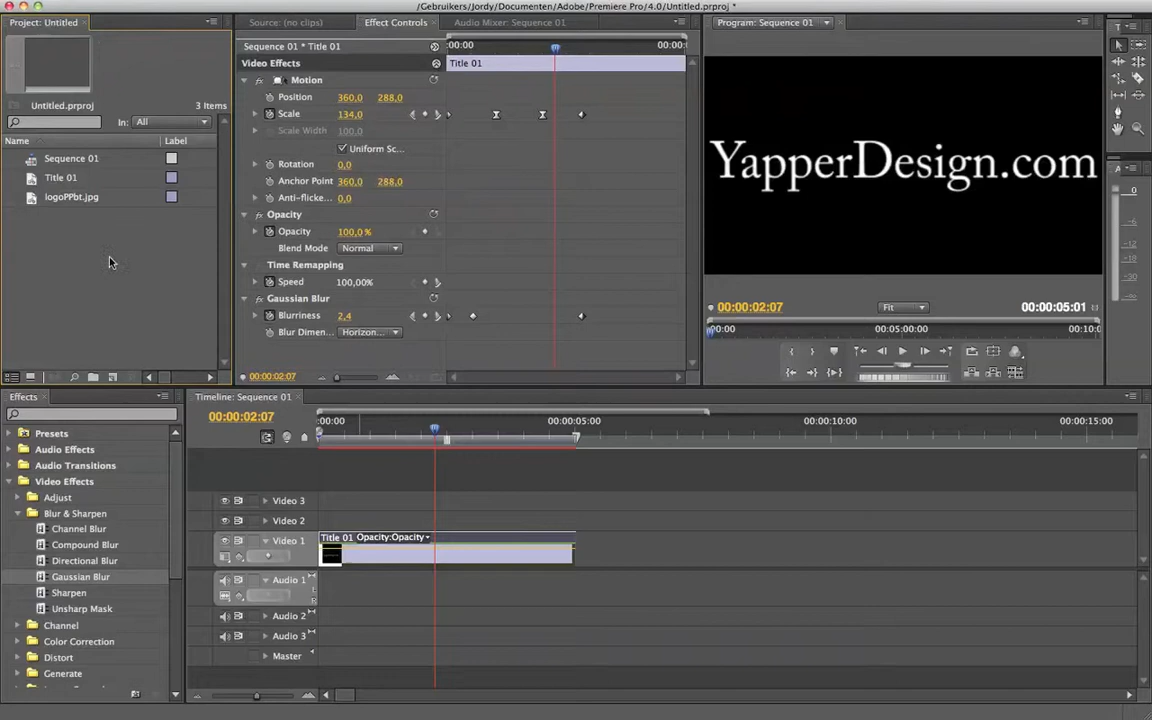 /Gebruikers/Jordy/Documenten/Adobe/Premiere Pro/4.0/Untitled.prproj *
Project: Untitled
Untitled.prproj
3 Items
In: All
Name
Label
Sequence 01
Title 01
logoPPbt.jpg
Source: (no clips)
Effect Controls
Audio Mixer: Sequence 01
Sequence 01 * Title 01
:00:00
00:00:
Video Effects
Title 01
Motion
Position 360,0 288,0
Scale 134,0
Scale Width 100,0
Uniform Sc...
Rotation 0,0
Anchor Point 360,0 288,0
Anti-flicke... 0,0
Opacity
Opacity 100,0 %
Blend Mode Normal
Time Remapping
Speed 100,00%
Gaussian Blur
Blurriness 2,4
Blur Dimen... Horizon...
00:00:02:07
Program: Sequence 01
YapperDesign.com
00:00:02:07
Fit
00:00:05:01
00:00
00:05:00:00
00:10:
T
A
0
-6
-12
-18
-30
Effects
Presets
Audio Effects
Audio Transitions
Video Effects
Adjust
Blur & Sharpen
Channel Blur
Compound Blur
Directional Blur
Gaussian Blur
Sharpen
Unsharp Mask
Channel
Color Correction
Distort
Generate
Timeline: Sequence 01
00:00:02:07
:00:00
00:00:05:00
00:00:10:00
00:00:15:00
Video 3
Video 2
Video 1
Title 01 Opacity:Opacity
Audio 1
L
R
Audio 2
Audio 3
Master